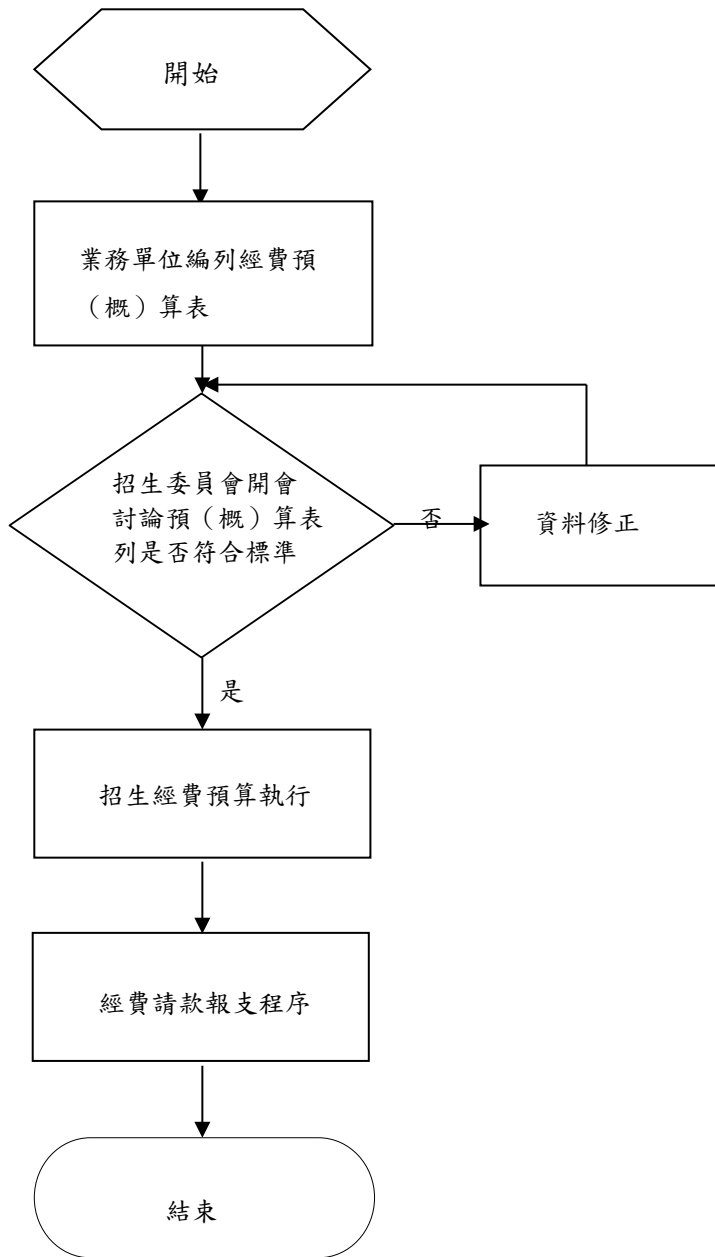 開始
業務單位編列經費預
（概）算表
招生委員會開會
討論預（概）算表
列是否符合標準
否
資料修正
是
招生經費預算執行
經費請款報支程序
結束